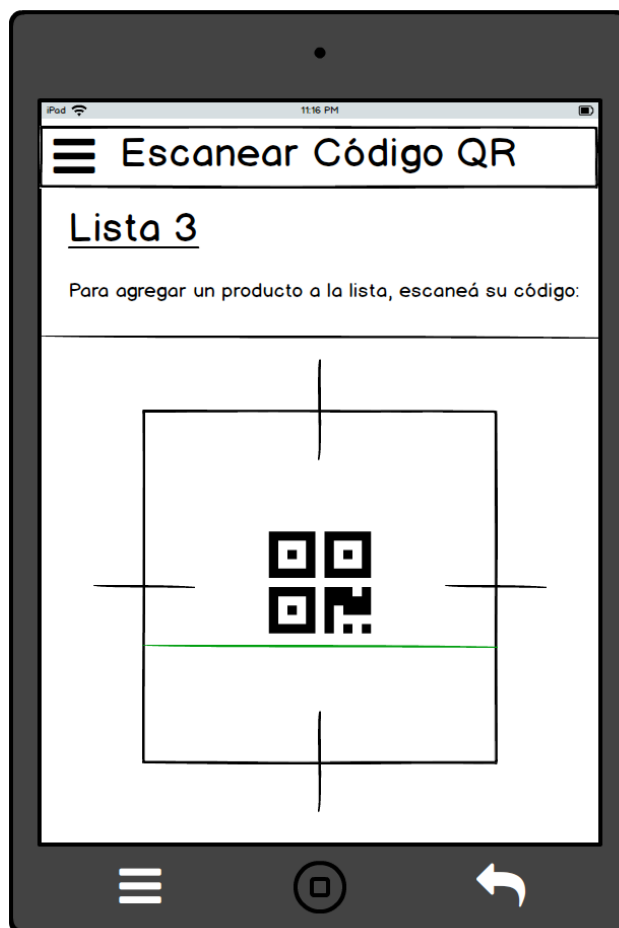 iPad
11:16 PM
Escanear Código QR
Lista 3
Para agregar un producto a la lista, escaneá su código: